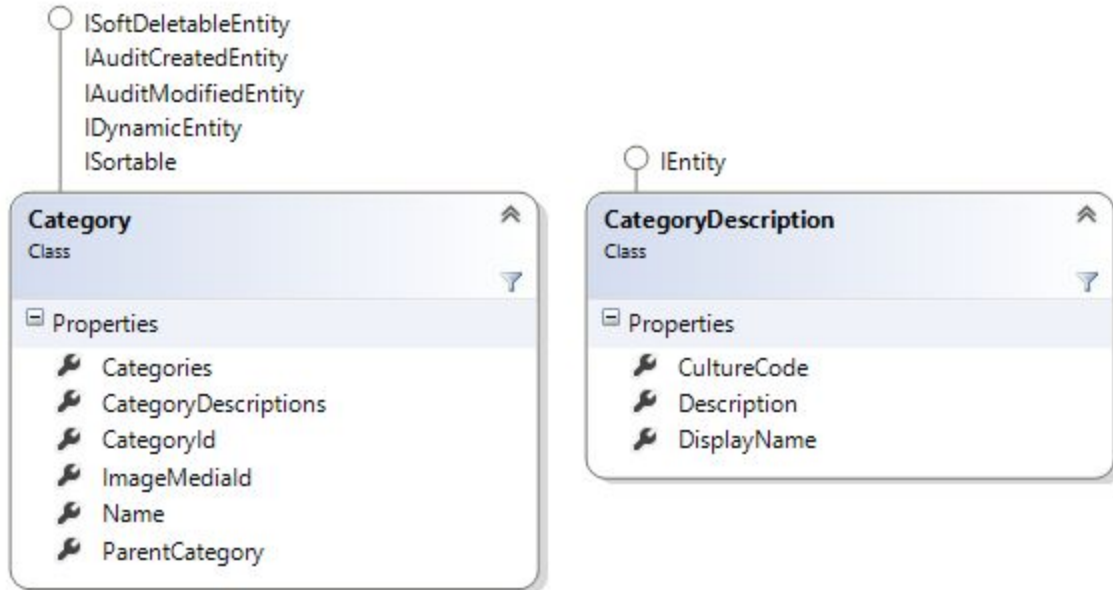 ISoftDeletableEntity
IAuditCreatedEntity
IAuditModifiedEntity
IDynamicEntity
ISortable
Category
Class
Properties
Categories
CategoryDescriptions
CategoryId
ImageMediaId
Name
ParentCategory
IEntity
CategoryDescription
Class
Properties
CultureCode
Description
DisplayName